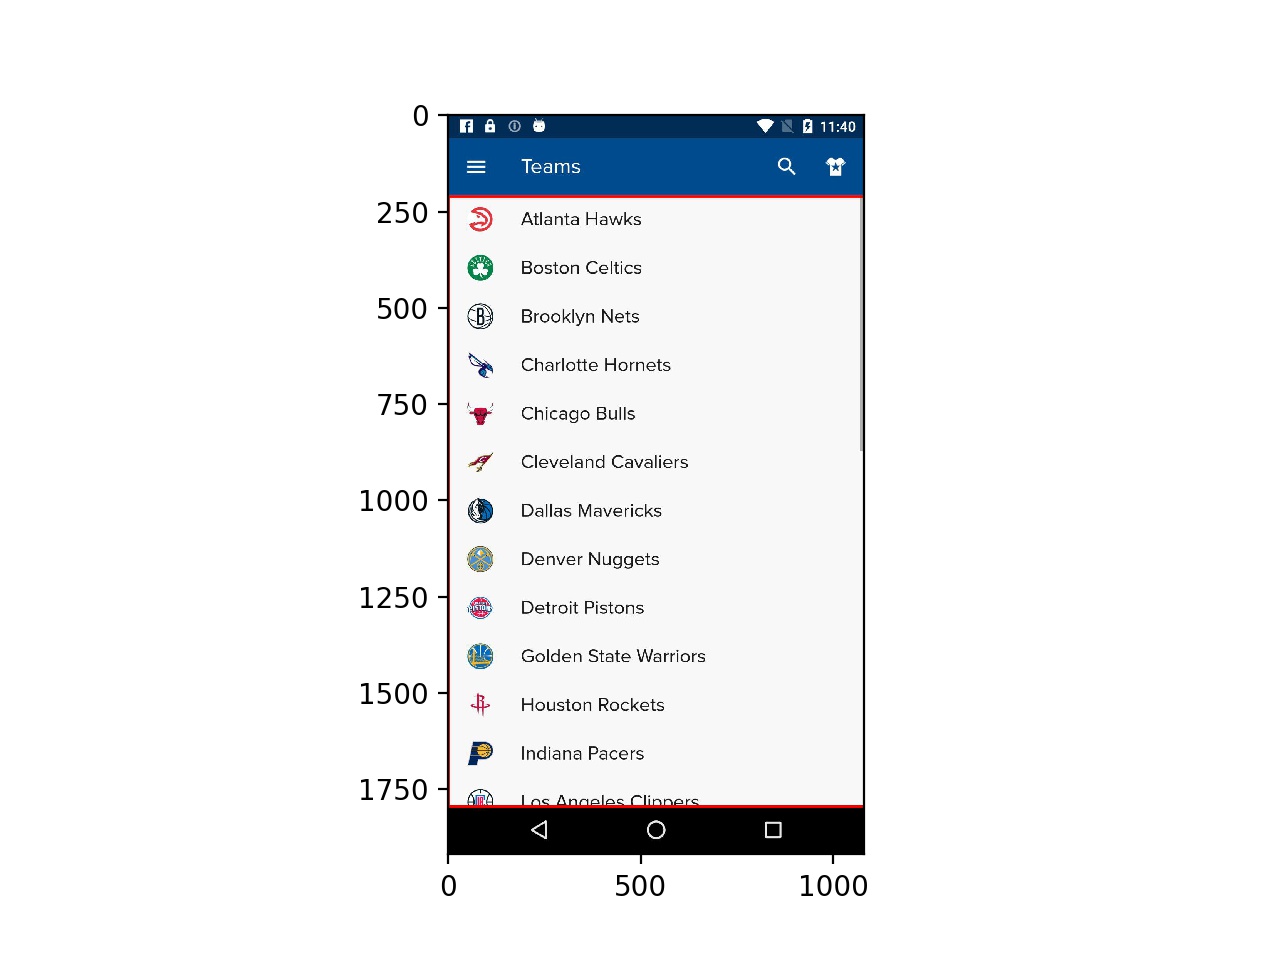 0
250
500
750
1000
1250
1500
1750
11:40
Teams
Atlanta Hawks
Boston Celtics
Brooklyn Nets
Charlotte Hornets
Chicago Bulls
Cleveland Cavaliers
Dallas Mavericks
Denver Nuggets
Detroit Pistons
Golden State Warriors
Houston Rockets
Indiana Pacers
Los Angeles Clippers
0 500 1000